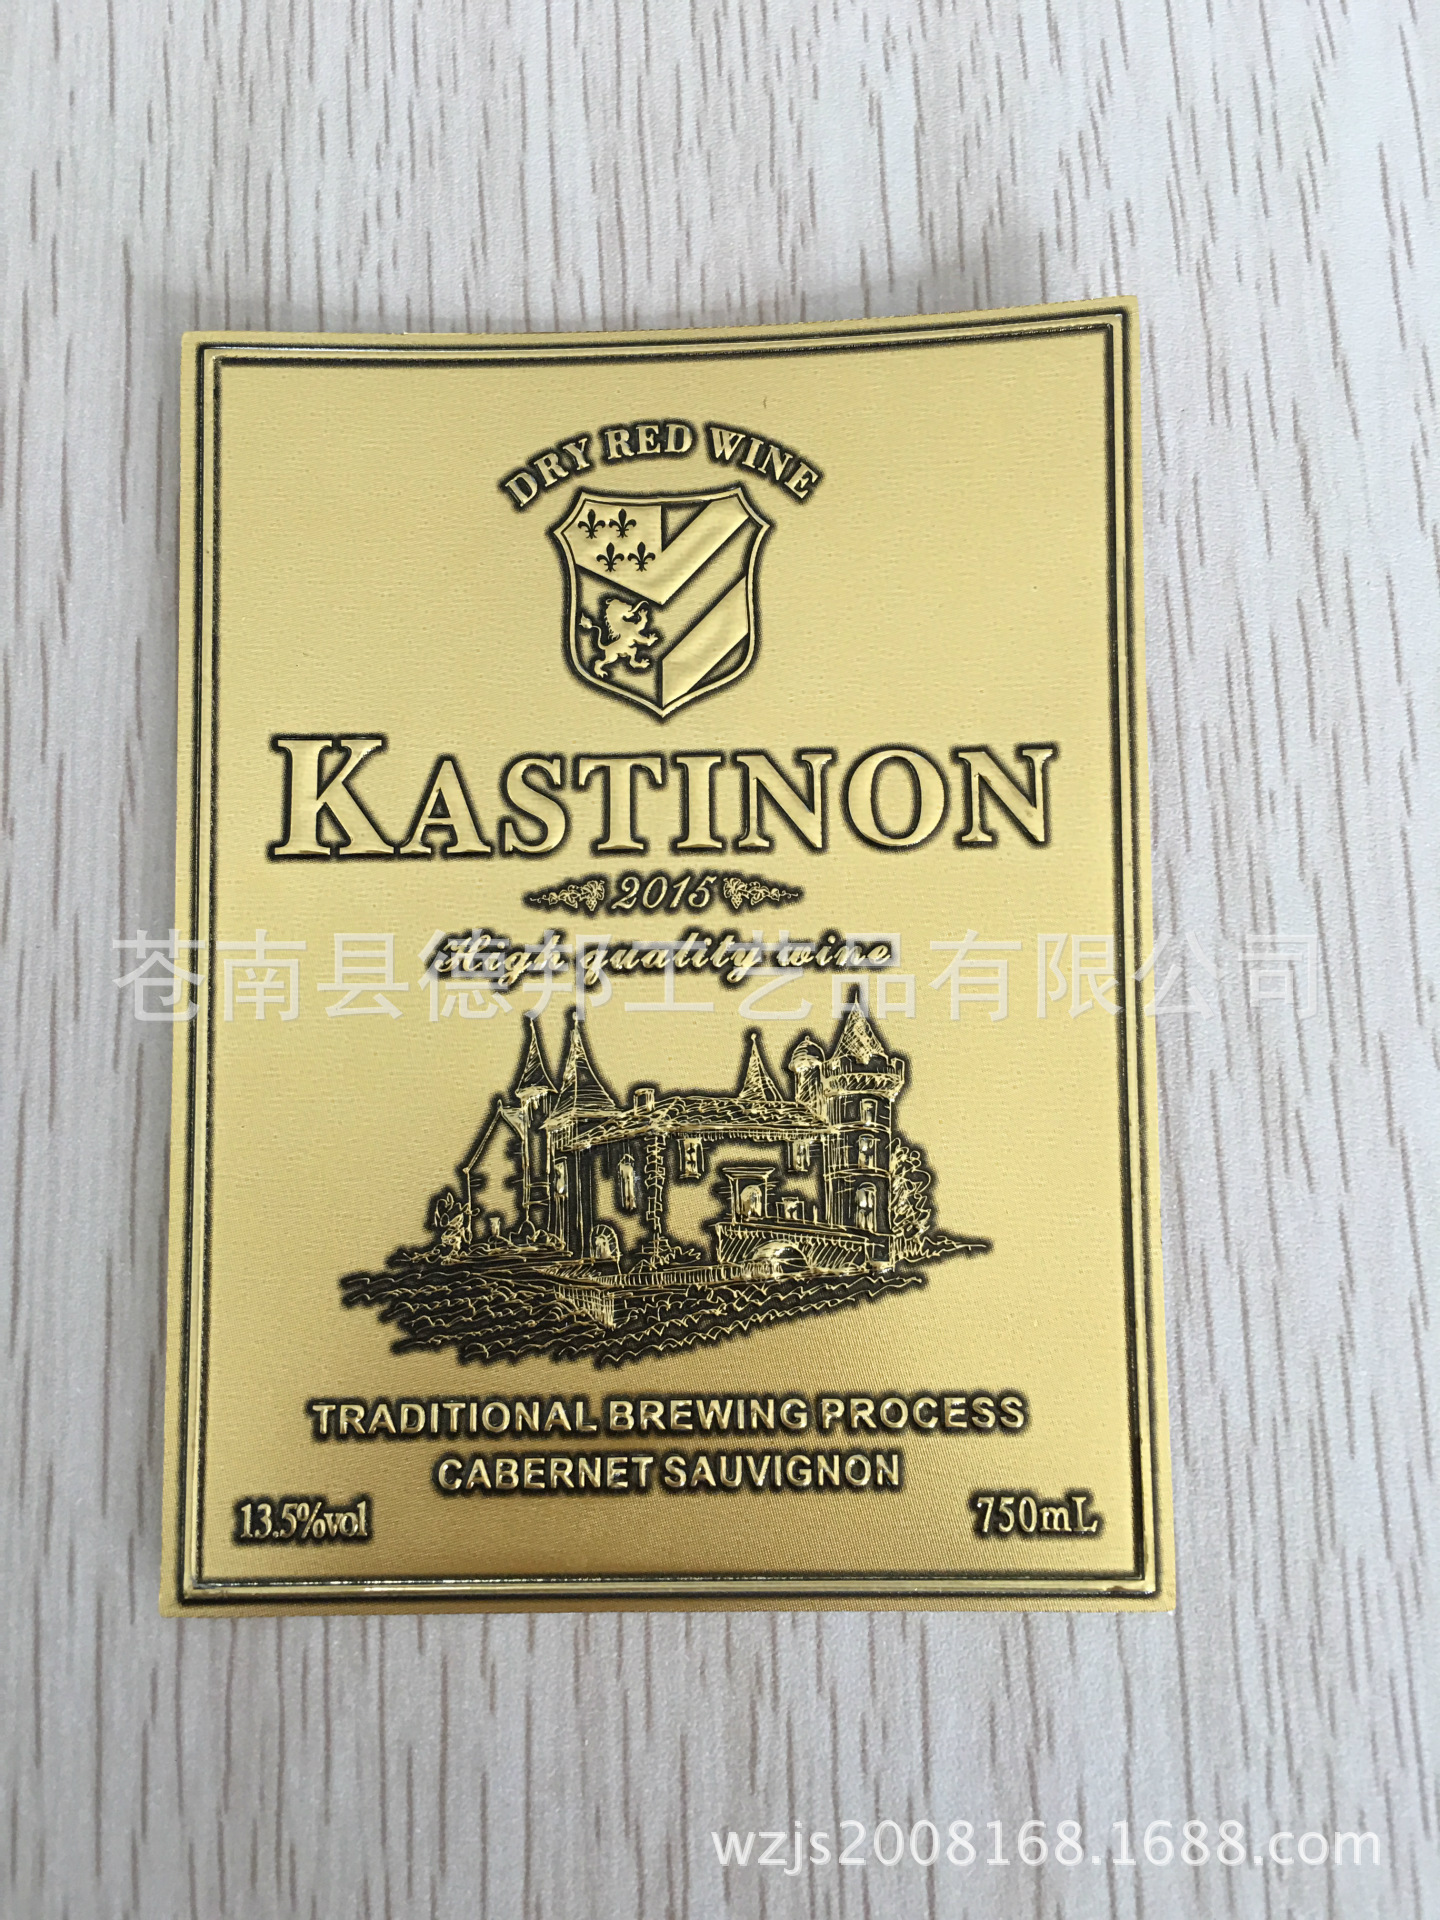 DRY RED WINE
KASTINON
2015
High quality wine
苍南县德邦工艺品有限公司
TRADITIONAL BREWING PROCESS
CABERNET SAUVIGNON
13.5%vol
750mL
wzjs2008168.1688.com